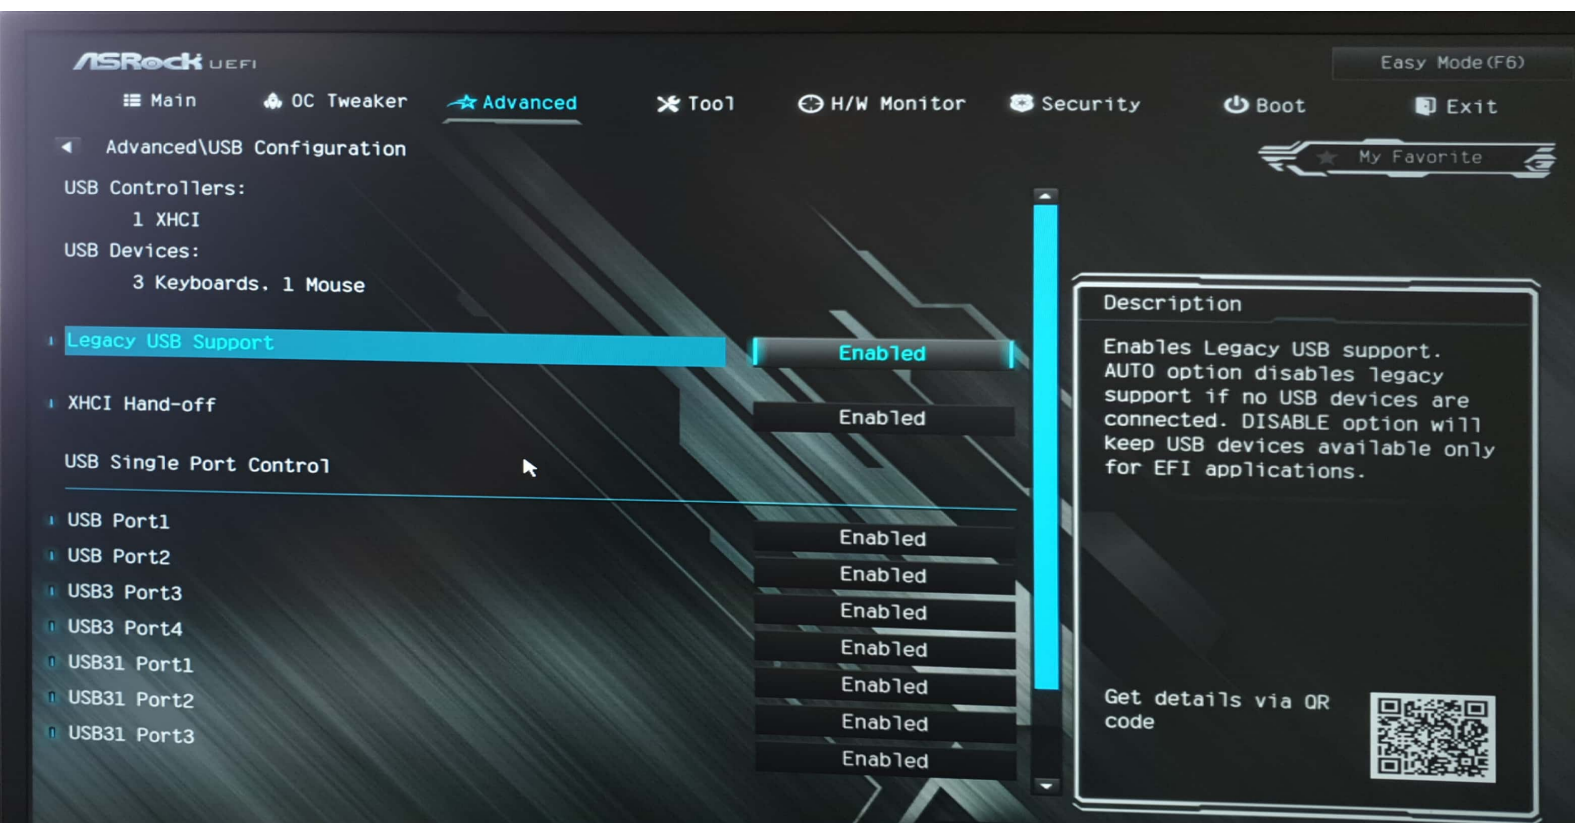 ASRock UEFI
Easy Mode(F6)
Main OC Tweaker Advanced Tool H/W Monitor Security Boot Exit
Advanced\USB Configuration
My Favorite
USB Controllers:
1 XHCI
USB Devices:
3 Keyboards. 1 Mouse
Legacy USB Support Enabled
XHCI Hand-off Enabled
USB Single Port Control
USB Port1 Enabled
USB Port2 Enabled
USB3 Port3 Enabled
USB3 Port4 Enabled
USB31 Port1 Enabled
USB31 Port2 Enabled
USB31 Port3 Enabled
Description
Enables Legacy USB support.
AUTO option disables legacy
support if no USB devices are
connected. DISABLE option will
keep USB devices available only
for EFI applications.
Get details via QR
code